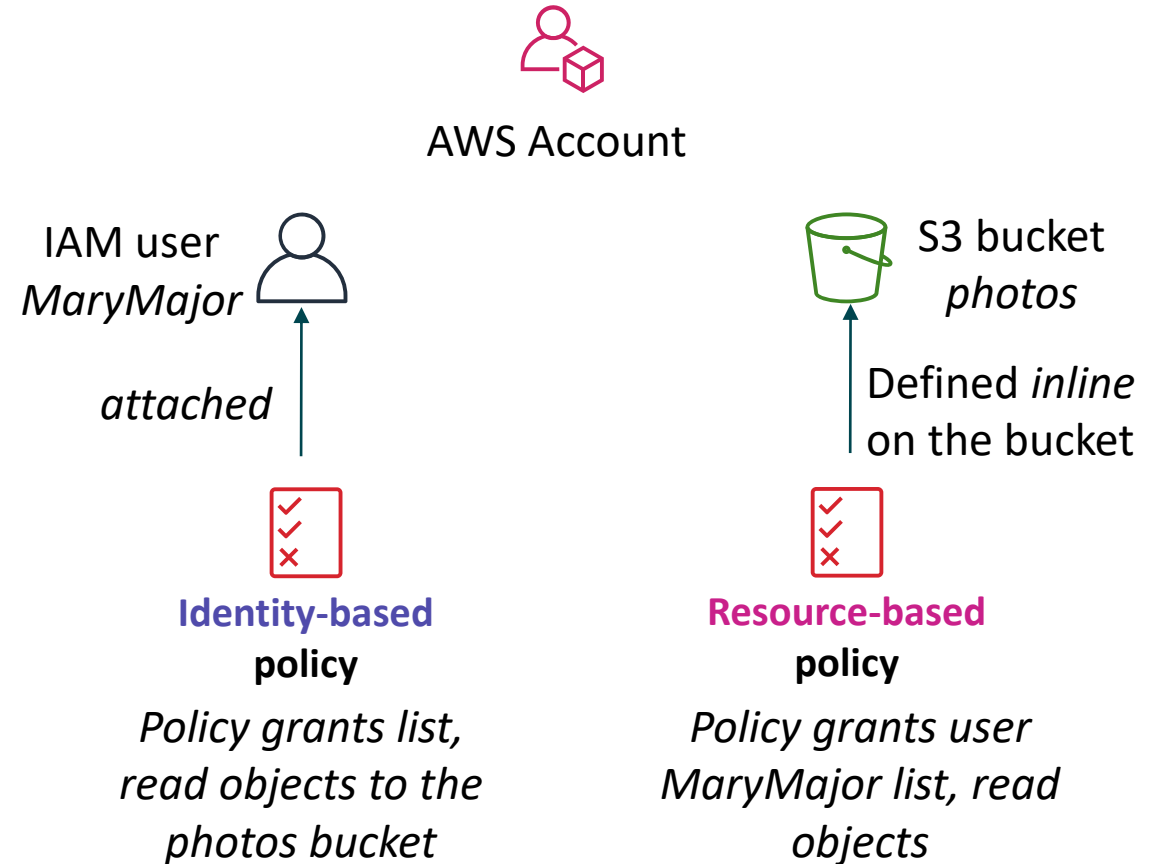 AWS Account
IAM user
MaryMajor
attached
Identity-based
policy
Policy grants list,
read objects to the
photos bucket
S3 bucket
photos
Defined inline
on the bucket
Resource-based
policy
Policy grants user
MaryMajor list, read
objects